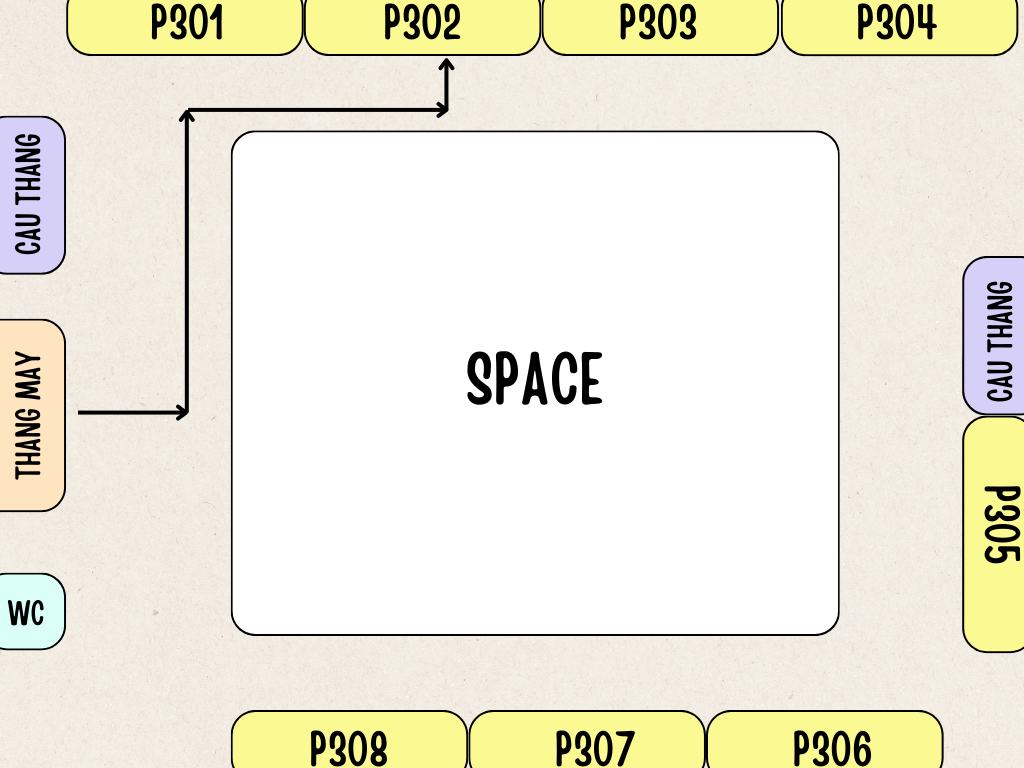 P301
P302
P303
P304
CAU THANG
CAU THANG
THANG MAY
SPACE
P305
WC
P308
P307
P306